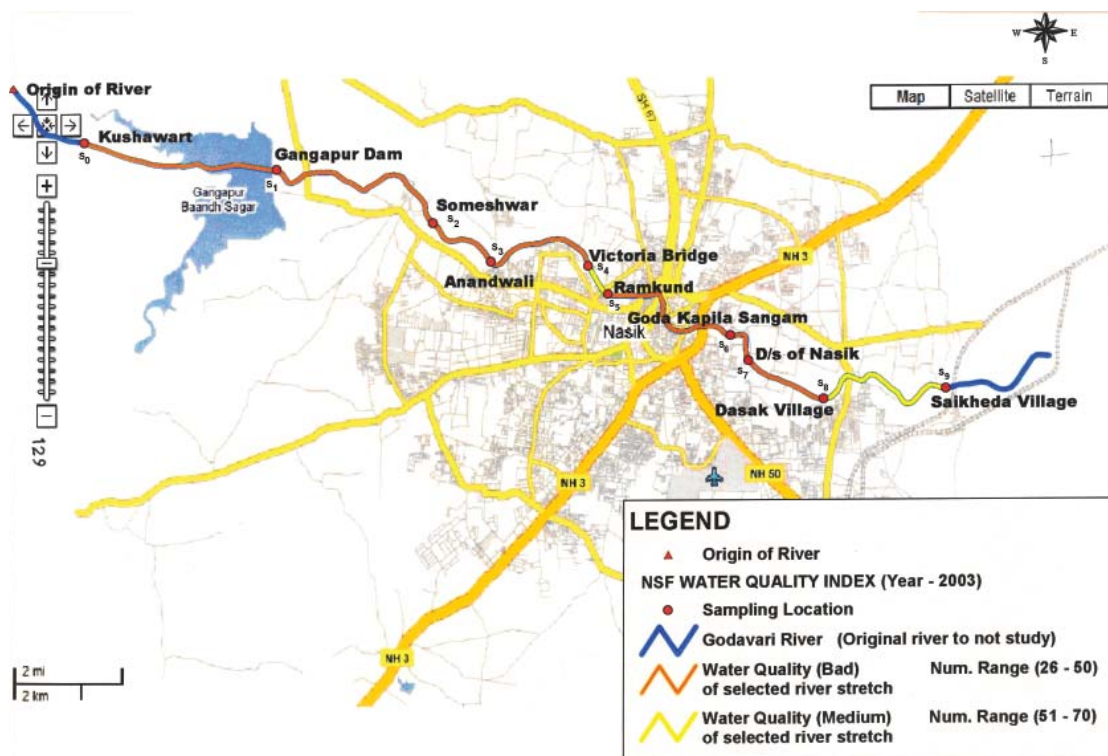 W E
S
Map Satellite Terrain
Origin of River
Kushawart
S0
Gangapur Dam
S1
Gangapur
Baandh Sagar
SH 67
Someshwar
S2
S3
Anandwali
Victoria Bridge
S4
Ramkund
S5
NH 3
Goda Kapila Sangam
Nasik
S6
D/s of Nasik
S7
S8
S9
Dasak Village
Saikheda Village
12.9
NH 3
NH 50
NH 3
2 mi
2 km
LEGEND
Origin of River
NSF WATER QUALITY INDEX (Year - 2003)
Sampling Location
Godavari River (Original river to not study)
Water Quality (Bad) Num. Range (26 - 50)
of selected river stretch
Water Quality (Medium) Num. Range (51 - 70)
of selected river stretch